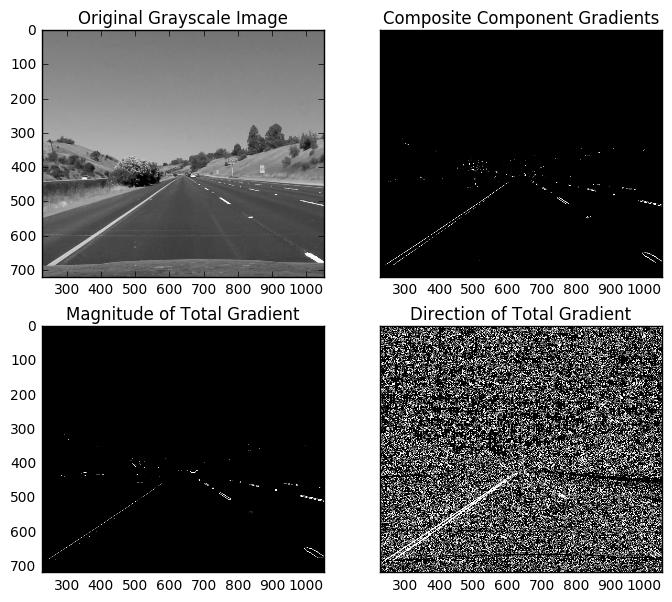 Original Grayscale Image
0
100
200
300
400
500
600
700
300 400 500 600 700 800 900 1000
Composite Component Gradients
300 400 500 600 700 800 900 1000
Magnitude of Total Gradient
0
100
200
300
400
500
600
700
300 400 500 600 700 800 900 1000
Direction of Total Gradient
300 400 500 600 700 800 900 1000